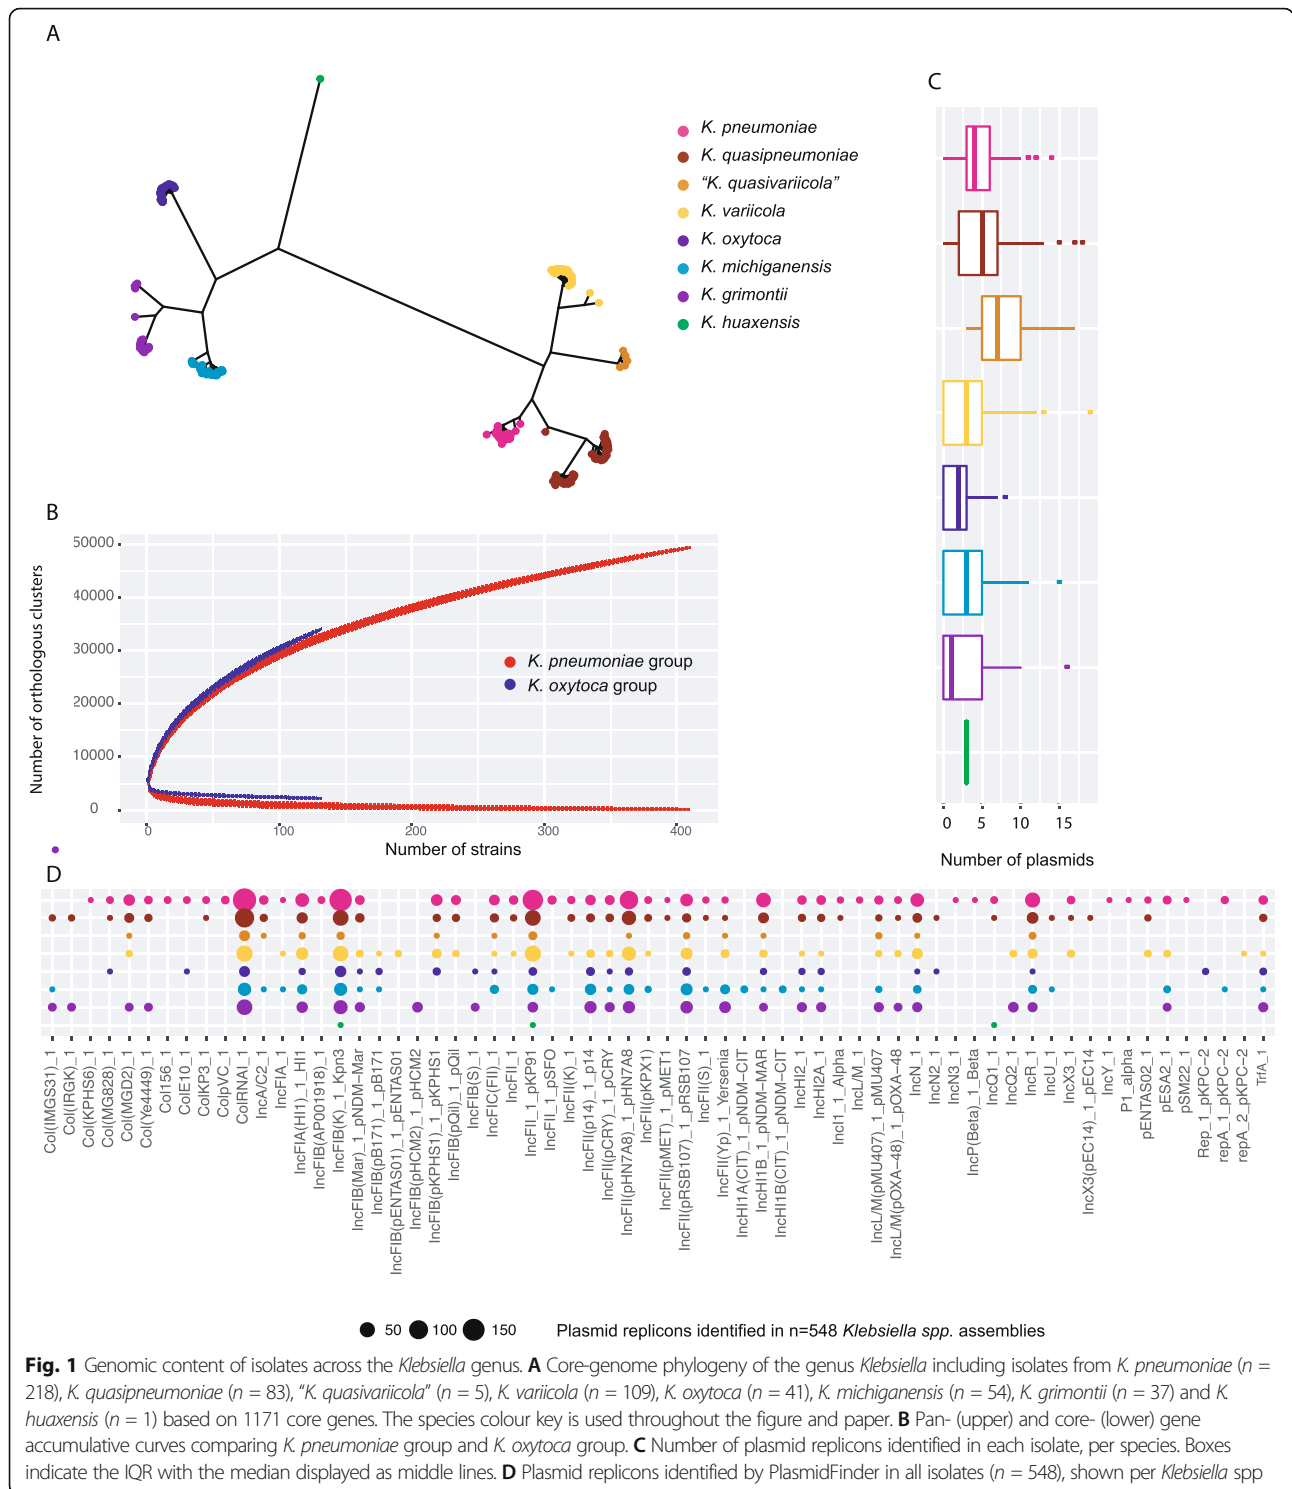 A
K. pneumoniae
K. quasipneumoniae
“K. quasivariicola”
K. variicola
K. oxytoca
K. michiganensis
K. grimontii
K. huaxensis
C
0 5 10 15
Number of plasmids
B
Number of orthologous clusters
50000
40000
30000
20000
10000
0
K. pneumoniae group
K. oxytoca group
0 100 200 300 400
Number of strains
D
Col(IMGS31)_1
Col(IRGK)_1
Col(KPHS6)_1
Col(MG828)_1
Col(MGD2)_1
Col(Ye4449)_1
Col156_1
ColE10_1
ColKP3_1
ColpVC_1
ColRNAI_1
IncA/C2_1
IncFIA_1
IncFIA(HI1)_1_HI1
IncFIB(AP001918)_1
IncFIB(K)_1_Kpn3
IncFIB(Mar)_1_pNDM-Mar
IncFIB(pB171)_1_pB171
IncFIB(pENTAS01)_1_pENTAS01
IncFIB(pHCM2)_1_pHCM2
IncFIB(pKPHS1)_1_pKPHS1
IncFIB(pQil)_1_pQil
IncFIB(S)_1
IncFIC(FII)_1
IncFII_1
IncFII_1_pKP91
IncFII_1_pSFO
IncFII(K)_1
IncFII(p14)_1_p14
IncFII(pCRY)_1_pCRY
IncFII(pHN7A8)_1_pHN7A8
IncFII(pKPX1)_1
IncFII(pMET)_1_pMET1
IncFII(pRSB107)_1_pRSB107
IncFII(S)_1
IncFII(Yp)_1_Yersenia
IncHI1A(CIT)_1_pNDM-CIT
IncHI1B_1_pNDM-MAR
IncHI1B(CIT)_1_pNDM-CIT
IncHI2_1
IncHI2A_1
IncI1_1_Alpha
IncL/M_1
IncL/M(pMU407)_1_pMU407
IncL/M(pOXA-48)_1_pOXA-48
IncN_1
IncN2_1
IncN3_1
IncP(Beta)_1_Beta
IncQ1_1
IncQ2_1
IncR_1
IncU_1
IncX3_1
IncX3(pEC14)_1_pEC14
IncY_1
P1_alpha
pENTAS02_1
pESA2_1
pSM22_1
Rep_1_pKPC-2
repA_1_pKPC-2
repA_2_pKPC-2
TrfA_1
50 100 150 Plasmid replicons identified in n=548 Klebsiella spp. assemblies
Fig. 1 Genomic content of isolates across the Klebsiella genus. A Core-genome phylogeny of the genus Klebsiella including isolates from K. pneumoniae (n =
218), K. quasipneumoniae (n = 83), “K. quasivariicola” (n = 5), K. variicola (n = 109), K. oxytoca (n = 41), K. michiganensis (n = 54), K. grimontii (n = 37) and K.
huaxensis (n = 1) based on 1171 core genes. The species colour key is used throughout the figure and paper. B Pan- (upper) and core- (lower) gene
accumulative curves comparing K. pneumoniae group and K. oxytoca group. C Number of plasmid replicons identified in each isolate, per species. Boxes
indicate the IQR with the median displayed as middle lines. D Plasmid replicons identified by PlasmidFinder in all isolates (n = 548), shown per Klebsiella spp